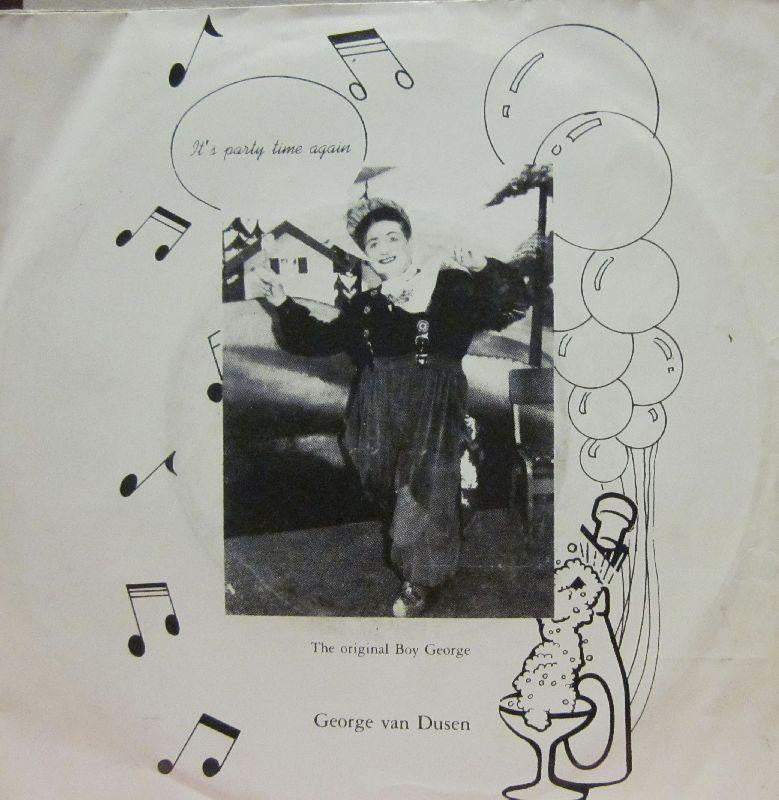 It's party time again
The original Boy George
George van Dusen